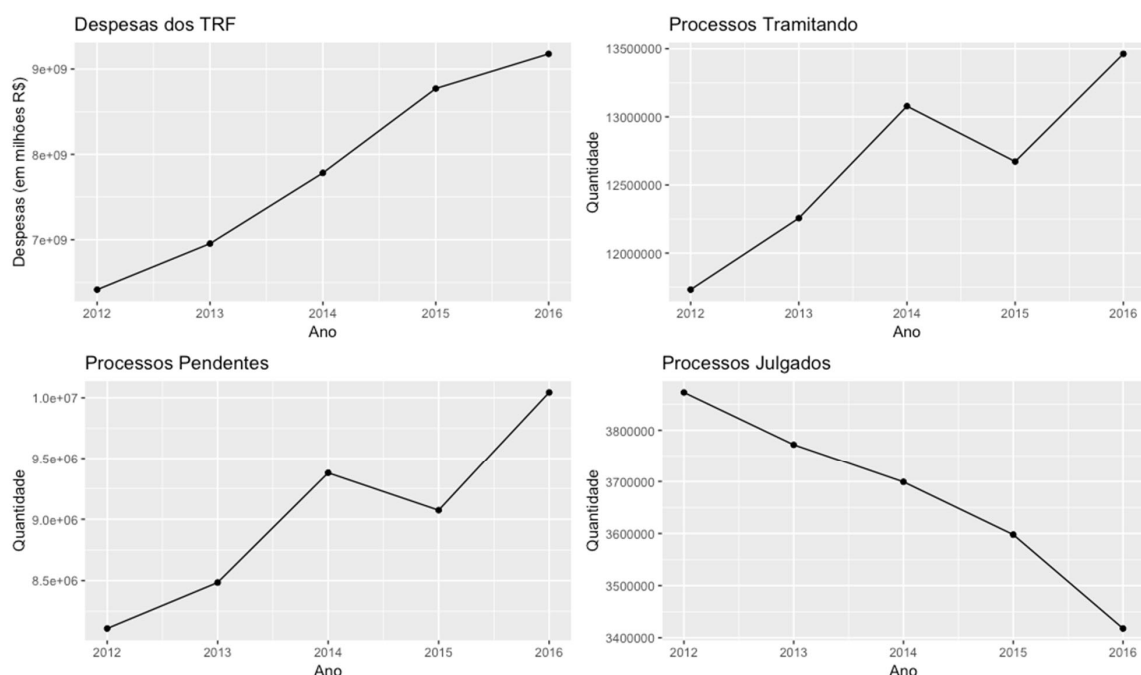 Despesas dos TRF
Despesas (em milhões R$)
9e+09
8e+09
7e+09
2012 2013 2014 2015 2016
Ano
Processos Tramitando
Quantidade
13500000
13000000
12500000
12000000
2012 2013 2014 2015 2016
Ano
Processos Pendentes
Quantidade
1.0e+07
9.5e+06
9.0e+06
8.5e+06
2012 2013 2014 2015 2016
Ano
Processos Julgados
Quantidade
3800000
3700000
3600000
3500000
3400000
2012 2013 2014 2015 2016
Ano